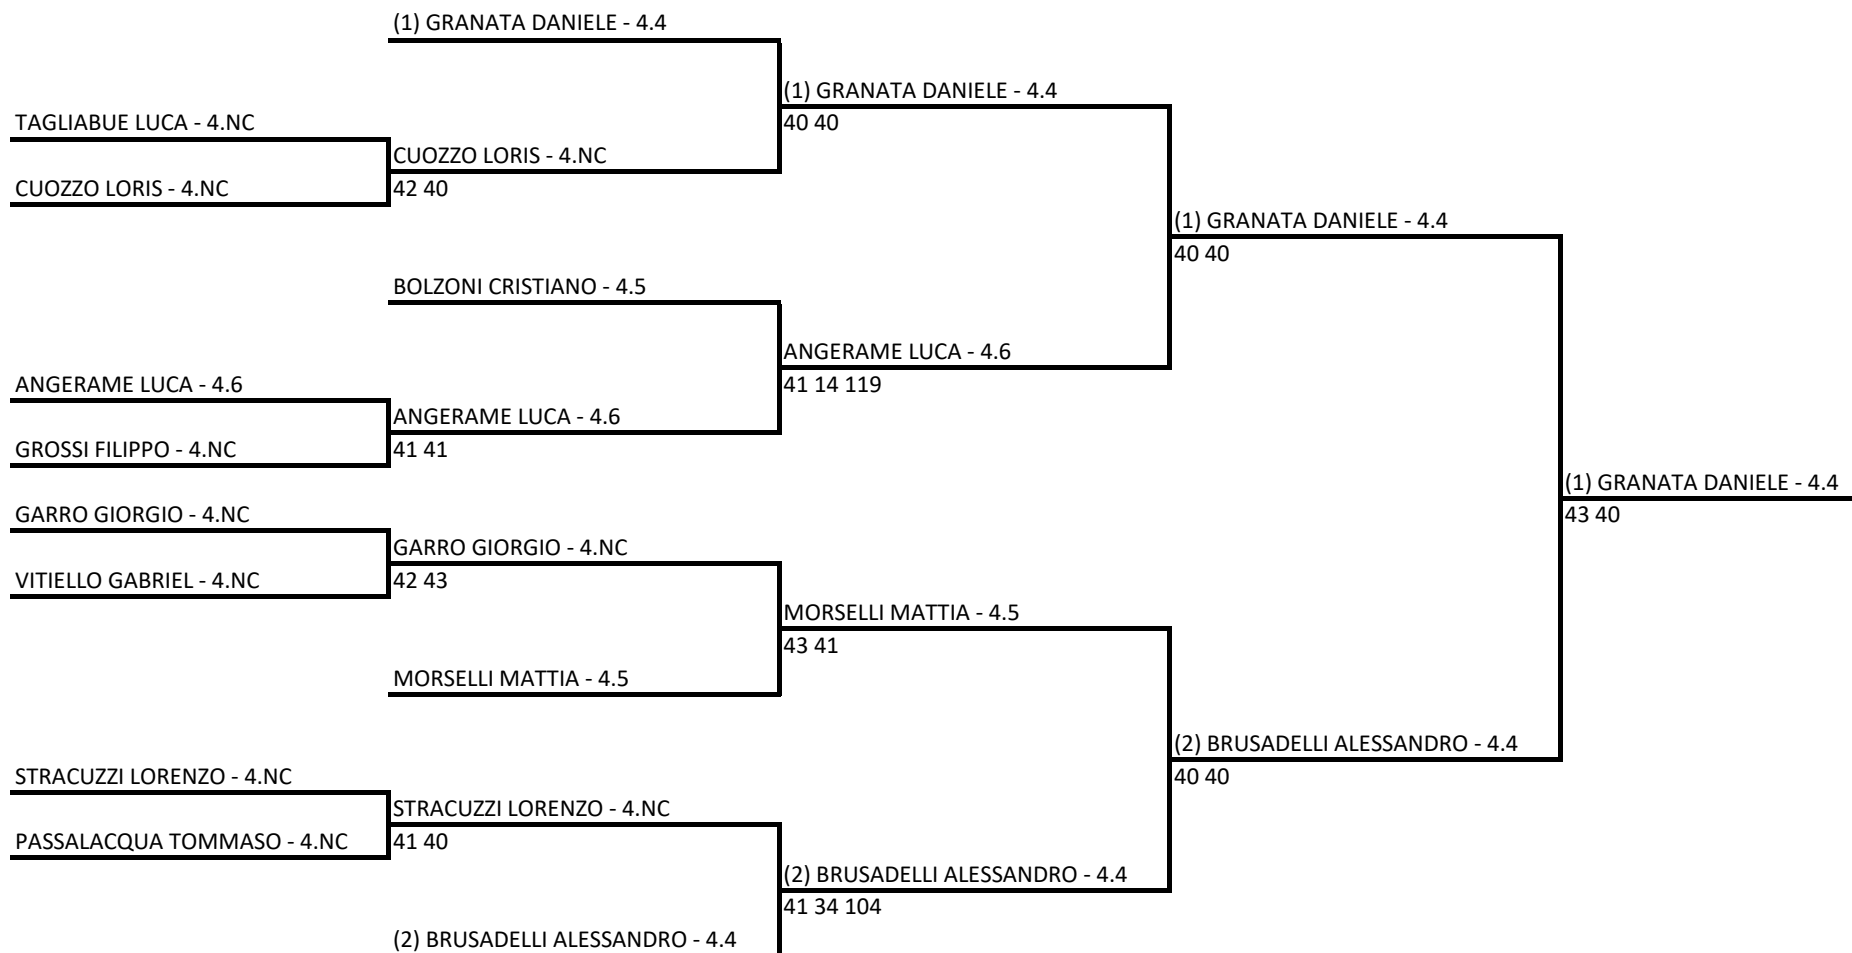 (1) GRANATA DANIELE - 4.4
(1) GRANATA DANIELE - 4.4
TAGLIABUE LUCA - 4.NC
40 40
CUOZZO LORIS - 4.NC
CUOZZO LORIS - 4.NC
42 40
(1) GRANATA DANIELE - 4.4
40 40
BOLZONI CRISTIANO - 4.5
ANGERAME LUCA - 4.6
ANGERAME LUCA - 4.6
41 14 119
ANGERAME LUCA - 4.6
GROSSI FILIPPO - 4.NC
41 41
(1) GRANATA DANIELE - 4.4
GARRO GIORGIO - 4.NC
43 40
GARRO GIORGIO - 4.NC
VITIELLO GABRIEL - 4.NC
42 43
MORSELLI MATTIA - 4.5
43 41
MORSELLI MATTIA - 4.5
(2) BRUSADELLI ALESSANDRO - 4.4
STRACUZZI LORENZO - 4.NC
40 40
STRACUZZI LORENZO - 4.NC
PASSALACQUA TOMMASO - 4.NC
41 40
(2) BRUSADELLI ALESSANDRO - 4.4
41 34 104
(2) BRUSADELLI ALESSANDRO - 4.4